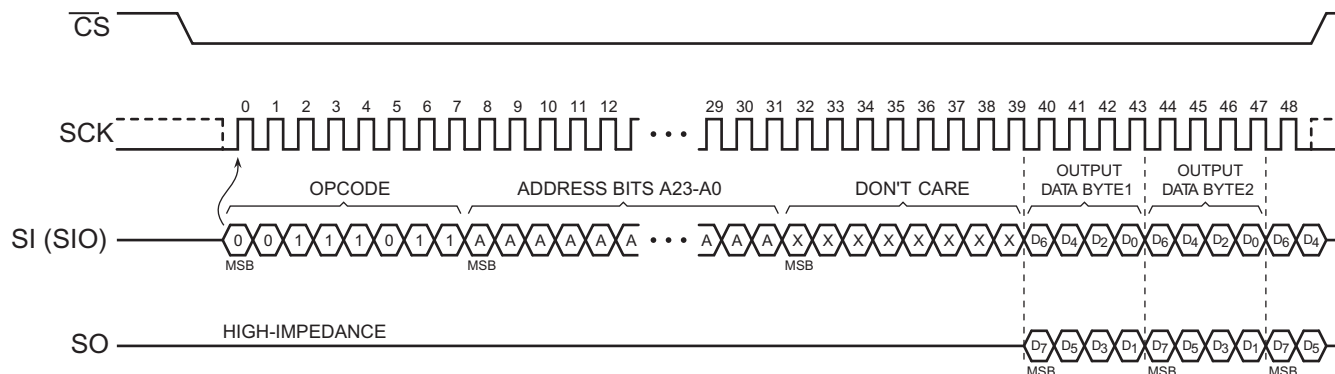 CS
0 1 2 3 4 5 6 7 8 9 10 11 12 29 30 31 32 33 34 35 36 37 38 39 40 41 42 43 44 45 46 47 48
SCK
OPCODE
ADDRESS BITS A23-A0
DON'T CARE
OUTPUT
DATA BYTE1
OUTPUT
DATA BYTE2
SI (SIO)
0 0 1 1 1 0 1 1 A A A A A A A A A X X X X X X X X D6 D4 D2 D0 D6 D4 D2 D0 D6 D4
MSB MSB MSB
HIGH-IMPEDANCE
SO
D7 D5 D3 D1 D7 D5 D3 D1 D7 D5
MSB MSB MSB